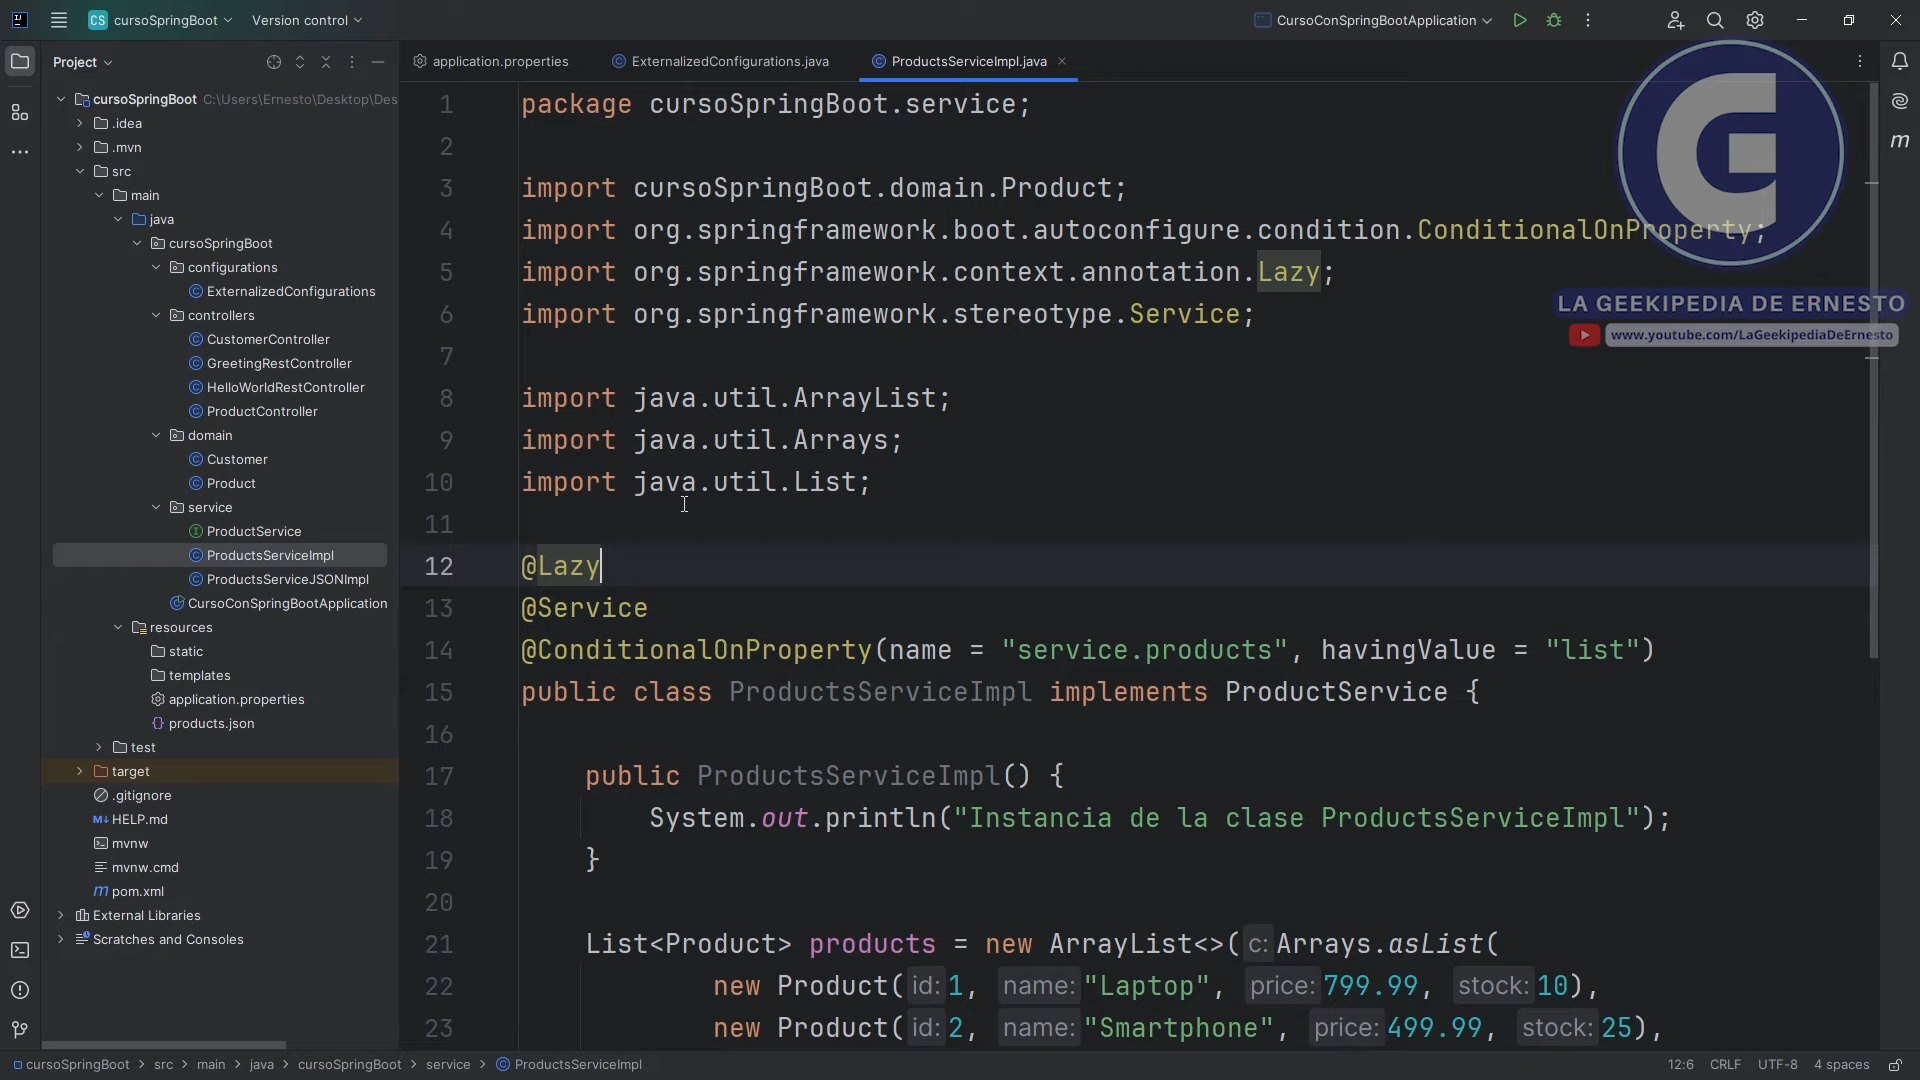 CS cursoSpringBoot Version control CursoConSpringBootApplication
Project
application.properties ExternalizedConfigurations.java ProductsServiceImpl.java
cursoSpringBoot C:\Users\Ernesto\Desktop\Des
.idea
.mvn
src
main
java
cursoSpringBoot
configurations
ExternalizedConfigurations
controllers
CustomerController
GreetingRestController
HelloWorldRestController
ProductController
domain
Customer
Product
service
ProductService
ProductsServiceImpl
ProductsServiceJSONImpl
CursoConSpringBootApplication
resources
static
templates
application.properties
products.json
test
target
.gitignore
HELP.md
mvnw
mvnw.cmd
pom.xml
External Libraries
Scratches and Consoles
1 package cursoSpringBoot.service;
2
3 import cursoSpringBoot.domain.Product;
4 import org.springframework.boot.autoconfigure.condition.ConditionalOnProperty;
5 import org.springframework.context.annotation.Lazy;
6 import org.springframework.stereotype.Service;
7
8 import java.util.ArrayList;
9 import java.util.Arrays;
10 import java.util.List;
11
12 @Lazy
13 @Service
14 @ConditionalOnProperty(name = "service.products", havingValue = "list")
15 public class ProductsServiceImpl implements ProductService {
16
17 public ProductsServiceImpl() {
18 System.out.println("Instancia de la clase ProductsServiceImpl");
19 }
20
21 List<Product> products = new ArrayList<>( c: Arrays.asList(
22 new Product( id: 1, name: "Laptop", price: 799.99, stock: 10),
23 new Product( id: 2, name: "Smartphone", price: 499.99, stock: 25),
LA GEEKIPEDIA DE ERNESTO
www.youtube.com/LaGeekipediaDeErnesto
cursoSpringBoot > src > main > java > cursoSpringBoot > service > ProductsServiceImpl
12:6 CRLF UTF-8 4 spaces